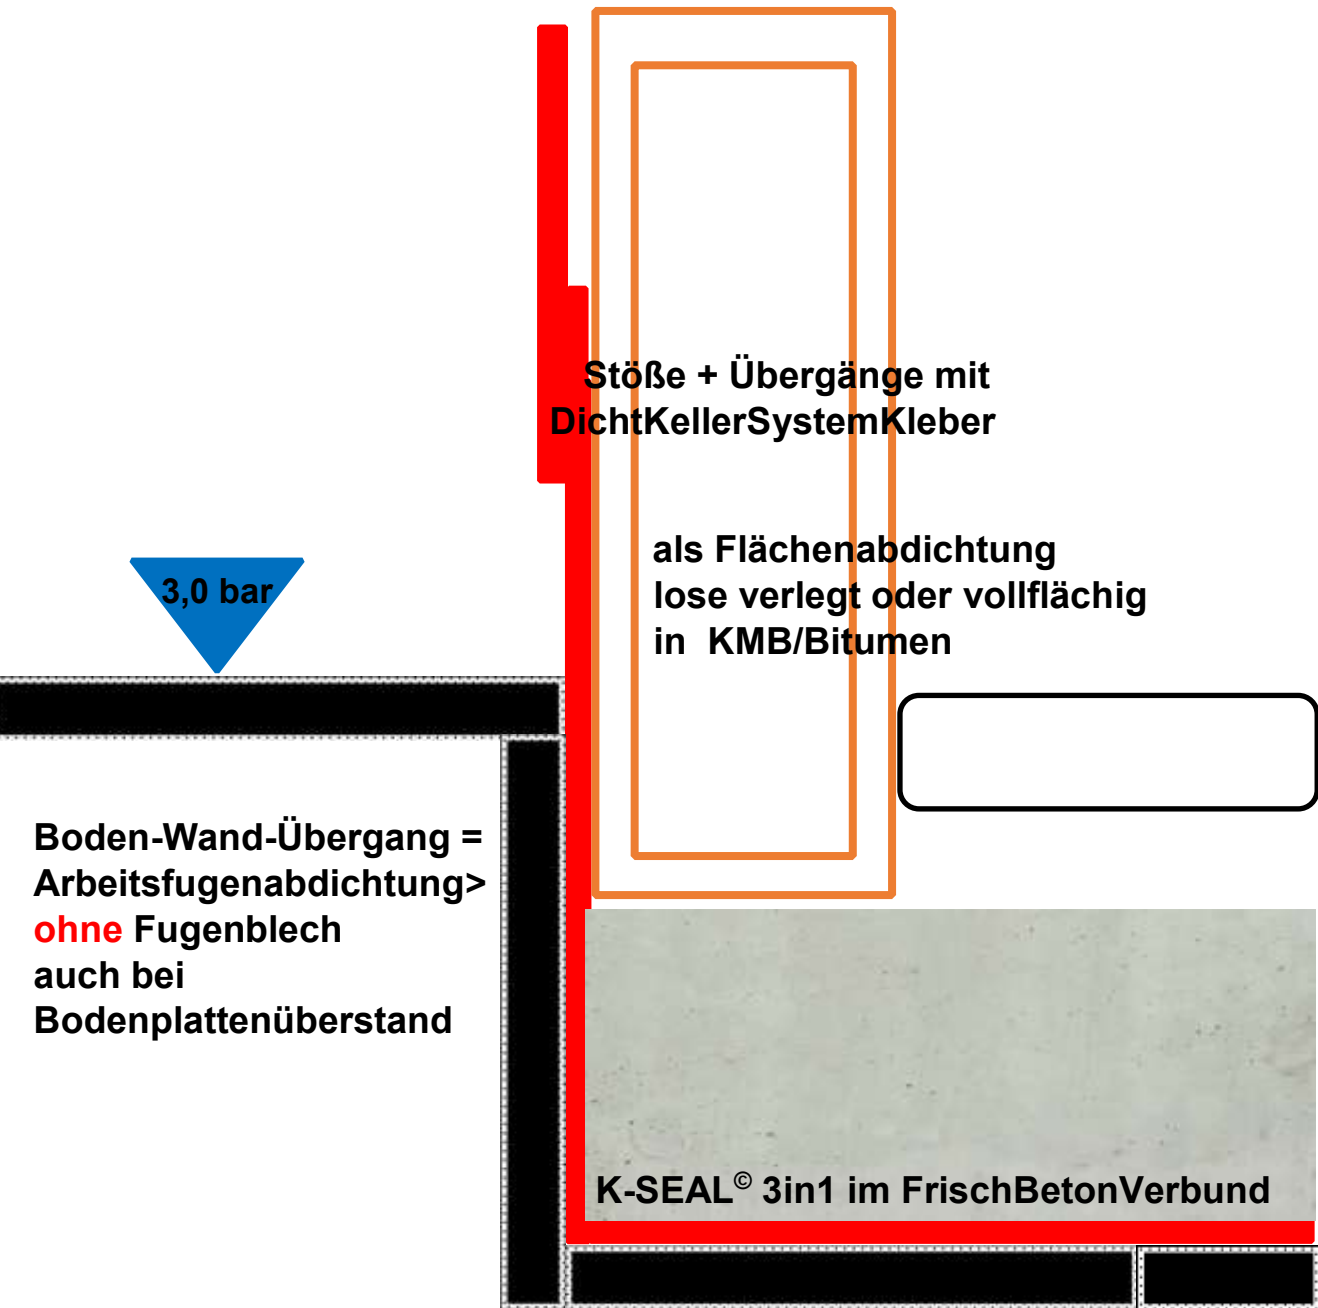 Stöße + Übergänge mit
DichtKellerSystemKleber
als Flächenabdichtung
lose verlegt oder vollflächig
in KMB/Bitumen
3,0 bar
Boden-Wand-Übergang =
Arbeitsfugenabdichtung>
ohne Fugenblech
auch bei
Bodenplattenüberstand
K-SEAL© 3in1 im FrischBetonVerbund